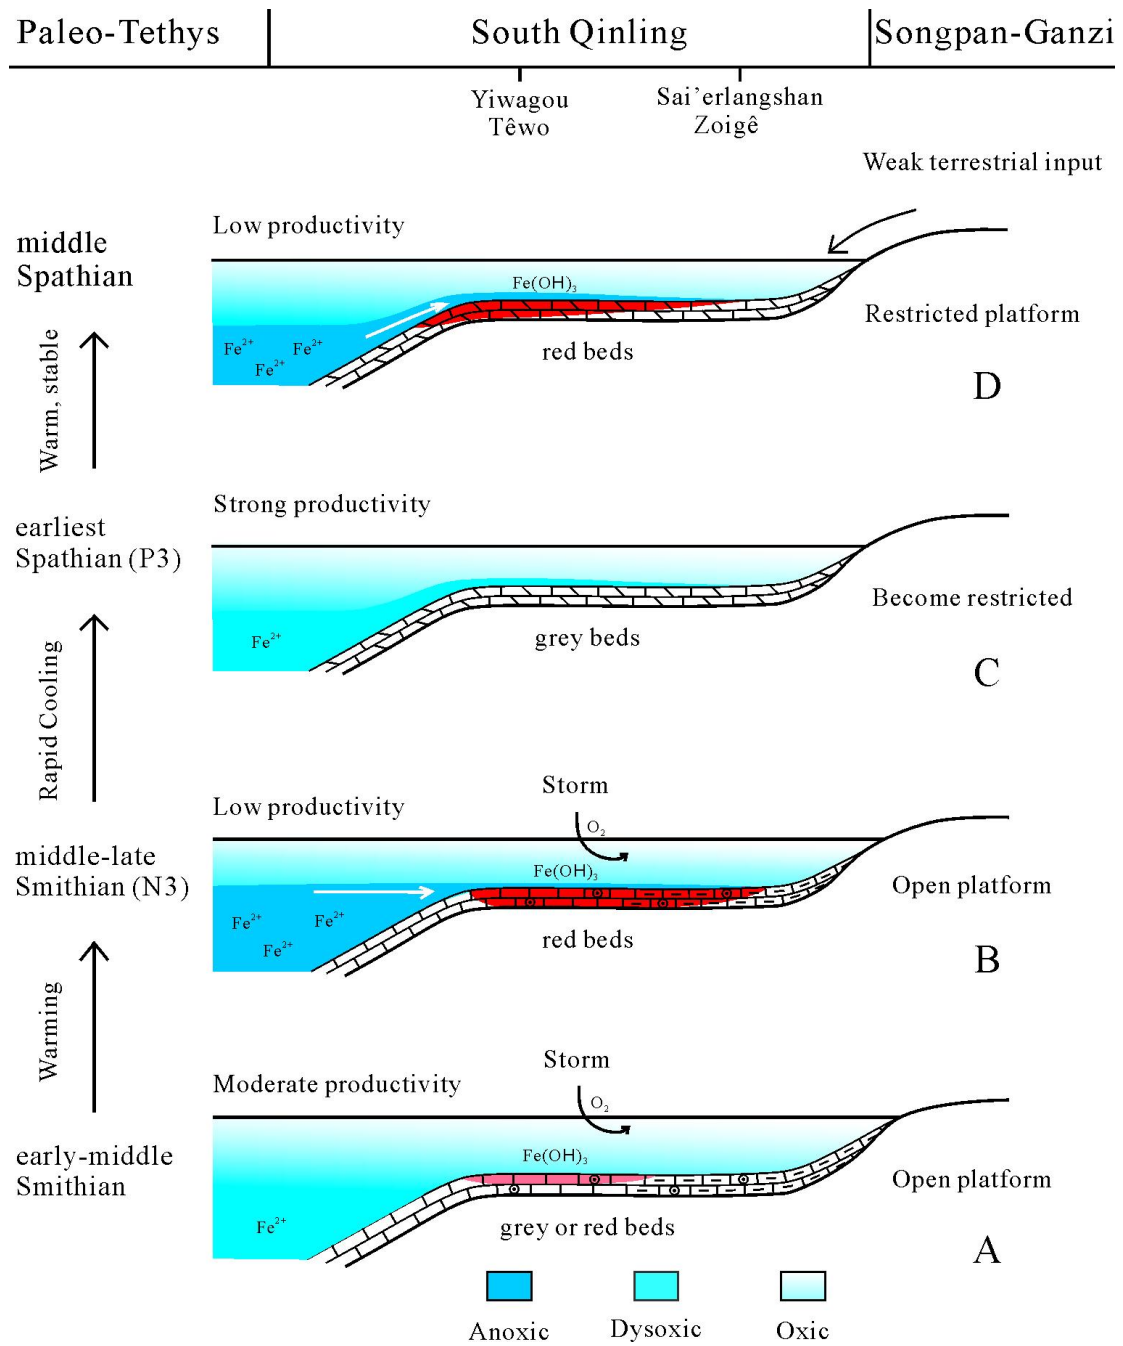 Paleo-Tethys
South Qinling
Songpan-Ganzi
Yiwagou
Têwo
Sai'erlangshan
Zoigê
Weak terrestrial input
middle
Spathian
Low productivity
Fe(OH)₃
Fe²⁺
Fe²⁺
Fe²⁺
red beds
Restricted platform
D
Warm, stable
earliest
Spathian (P3)
Strong productivity
Fe²⁺
grey beds
Become restricted
C
Rapid Cooling
middle-late
Smithian (N3)
Low productivity
Storm
O₂
Fe(OH)₃
Fe²⁺
Fe²⁺
Fe²⁺
red beds
Open platform
B
Warming
early-middle
Smithian
Moderate productivity
Storm
O₂
Fe(OH)₃
Fe²⁺
grey or red beds
Open platform
A
Anoxic
Dysoxic
Oxic